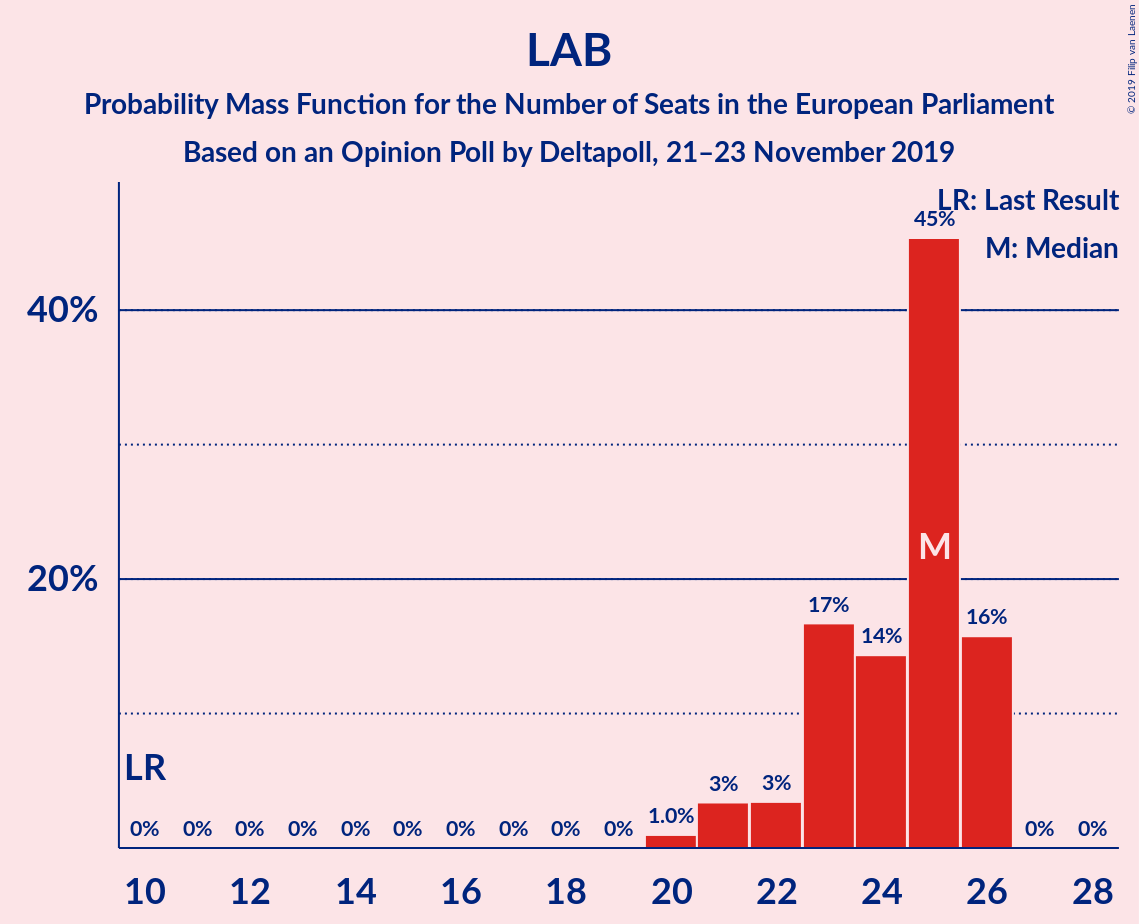 LAB
Probability Mass Function for the Number of Seats in the European Parliament
Based on an Opinion Poll by Deltapoll, 21–23 November 2019
© 2019 Filip van Laenen
LR: Last Result
M: Median
45%
40%
M
20%
17%
14%
16%
LR
3%
3%
1.0%
0% 0% 0% 0% 0% 0% 0% 0% 0% 0% 0% 0%
10 12 14 16 18 20 22 24 26 28